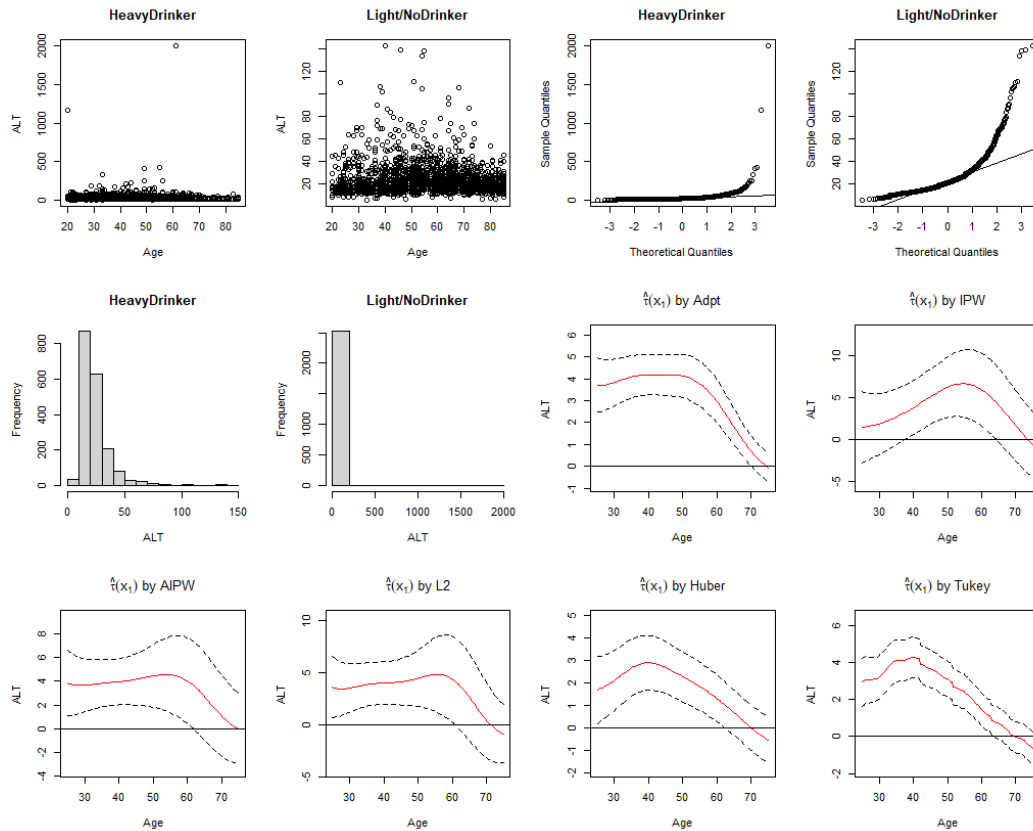 HeavyDrinker
Light/NoDrinker
HeavyDrinker
Light/NoDrinker
ALT
0 500 1000 1500 2000
20 30 40 50 60 70 80
Age
ALT
20 40 60 80 120
20 30 40 50 60 70 80
Age
Sample Quantiles
0 500 1000 1500 2000
-3 -2 -1 0 1 2 3
Theoretical Quantiles
Sample Quantiles
20 40 60 80 120
-3 -2 -1 0 1 2 3
Theoretical Quantiles
HeavyDrinker
Light/NoDrinker
τ̂(x₁) by Adpt
τ̂(x₁) by IPW
Frequency
0 200 400 600 800
0 50 100 150
ALT
Frequency
0 500 1000 2000
0 500 1000 1500 2000
ALT
ALT
-1 0 1 2 3 4 5 6
30 40 50 60 70
Age
ALT
-5 0 5 10
30 40 50 60 70
Age
τ̂(x₁) by AIPW
τ̂(x₁) by L2
τ̂(x₁) by Huber
τ̂(x₁) by Tukey
ALT
-4 -2 0 2 4 6 8
30 40 50 60 70
Age
ALT
-5 0 5 10
30 40 50 60 70
Age
ALT
-2 -1 0 1 2 3 4 5
30 40 50 60 70
Age
ALT
-2 0 2 4 6
30 40 50 60 70
Age